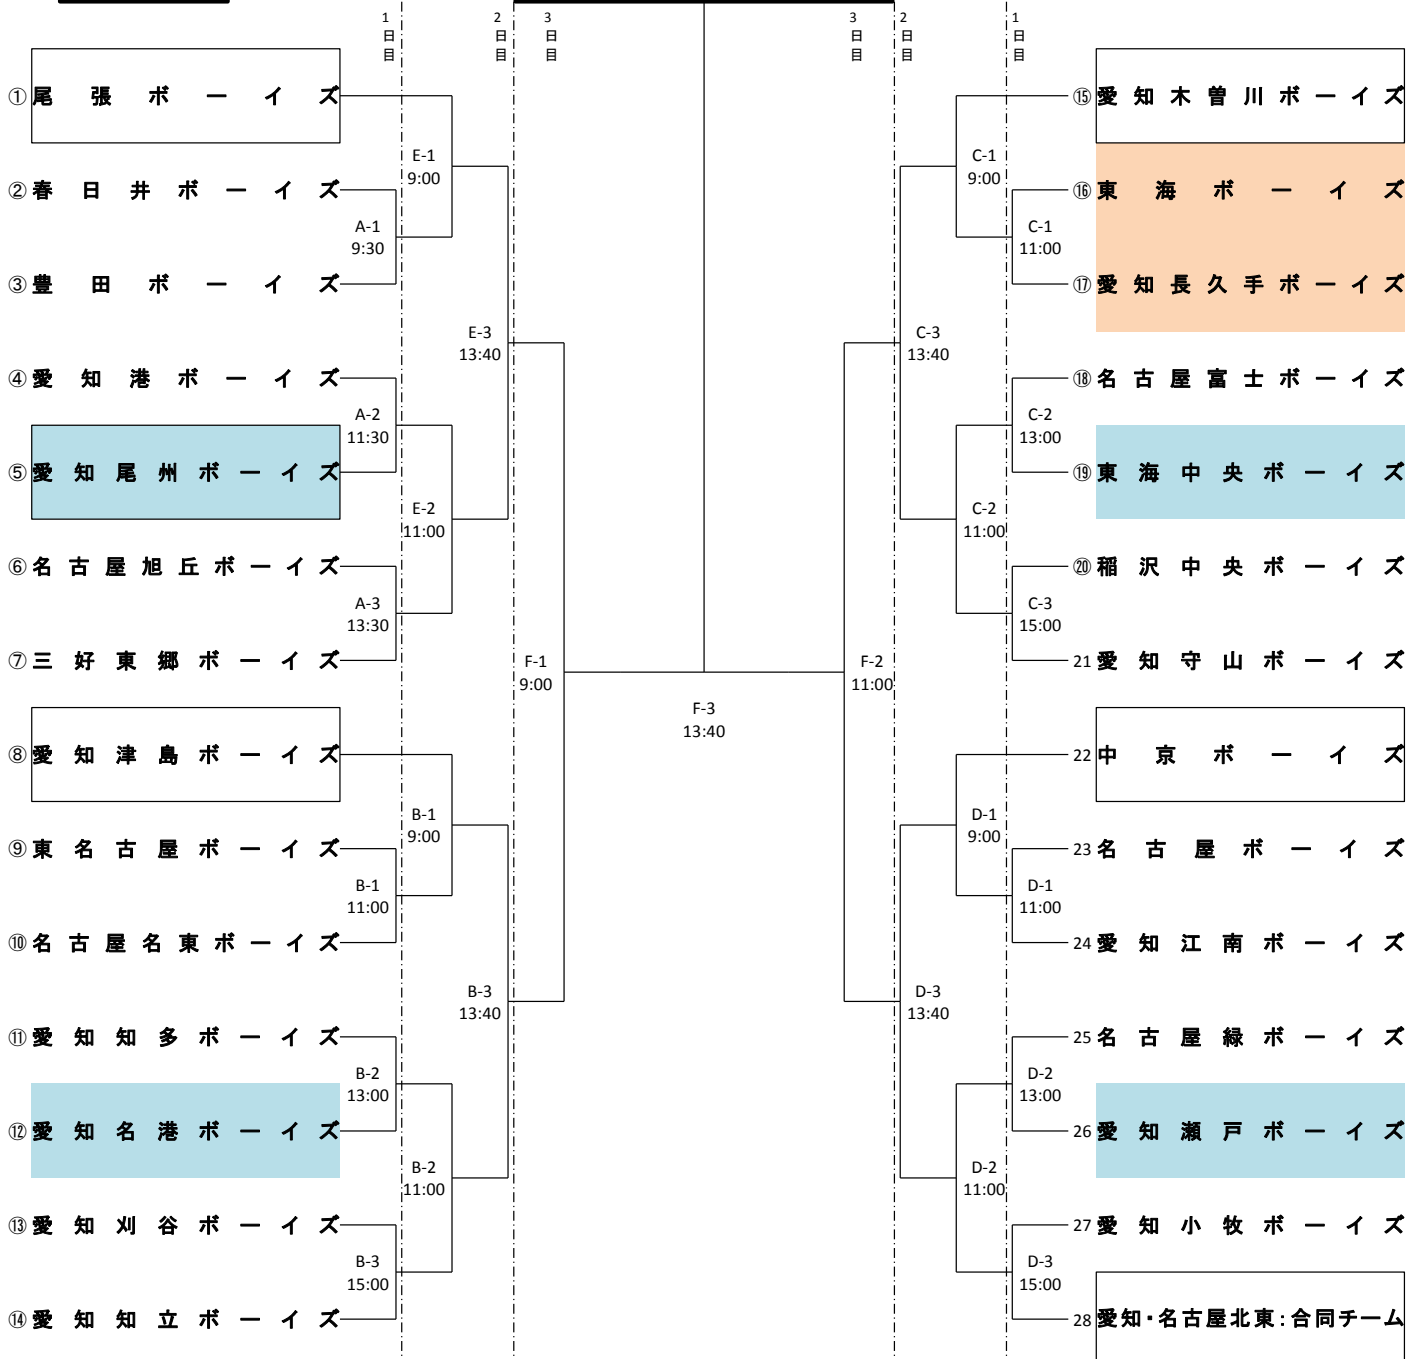 1日目
2日目
3日目
3日目
2日目
1日目
①尾張ボーイズ
②春日井ボーイズ
③豊田ボーイズ
④愛知港ボーイズ
⑤愛知尾州ボーイズ
⑥名古屋旭丘ボーイズ
⑦三好東郷ボーイズ
⑧愛知津島ボーイズ
⑨東名古屋ボーイズ
⑩名古屋名東ボーイズ
⑪愛知知多ボーイズ
⑫愛知名港ボーイズ
⑬愛知刈谷ボーイズ
⑭愛知知立ボーイズ
A-1
9:30
A-2
11:30
A-3
13:30
B-1
11:00
B-2
13:00
B-3
15:00
E-1
9:00
E-2
11:00
B-1
9:00
B-2
11:00
E-3
13:40
B-3
13:40
F-1
9:00
F-3
13:40
F-2
11:00
C-3
13:40
D-3
13:40
C-1
9:00
C-2
11:00
D-1
9:00
D-2
11:00
C-1
11:00
C-2
13:00
C-3
15:00
D-1
11:00
D-2
13:00
D-3
15:00
⑮愛知木曽川ボーイズ
⑯東海ボーイズ
⑰愛知長久手ボーイズ
⑱名古屋富士ボーイズ
⑲東海中央ボーイズ
⑳稲沢中央ボーイズ
21愛知守山ボーイズ
22中京ボーイズ
23名古屋ボーイズ
24愛知江南ボーイズ
25名古屋緑ボーイズ
26愛知瀬戸ボーイズ
27愛知小牧ボーイズ
28愛知・名古屋北東:合同チーム